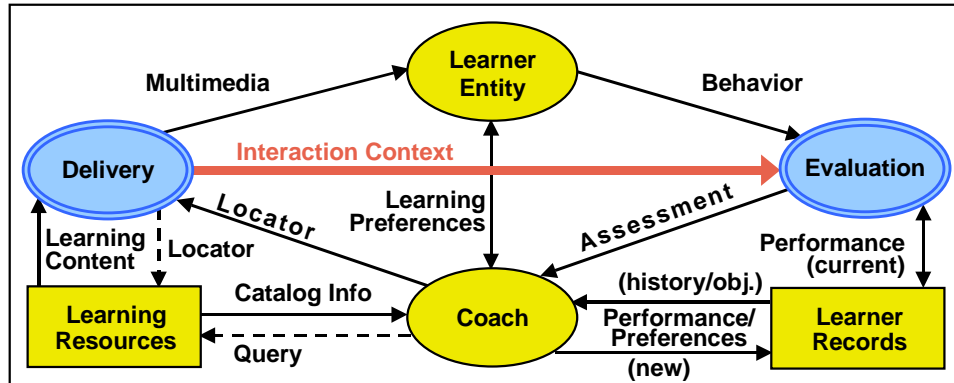 Learner
Entity
Multimedia
Behavior
Interaction Context
Delivery
Evaluation
Learning
Preferences
Locator
Assessment
Learning
Content
Locator
Performance
(current)
Catalog Info
(history/obj.)
Learning
Resources
Coach
Performance/
Preferences
Learner
Records
Query
(new)